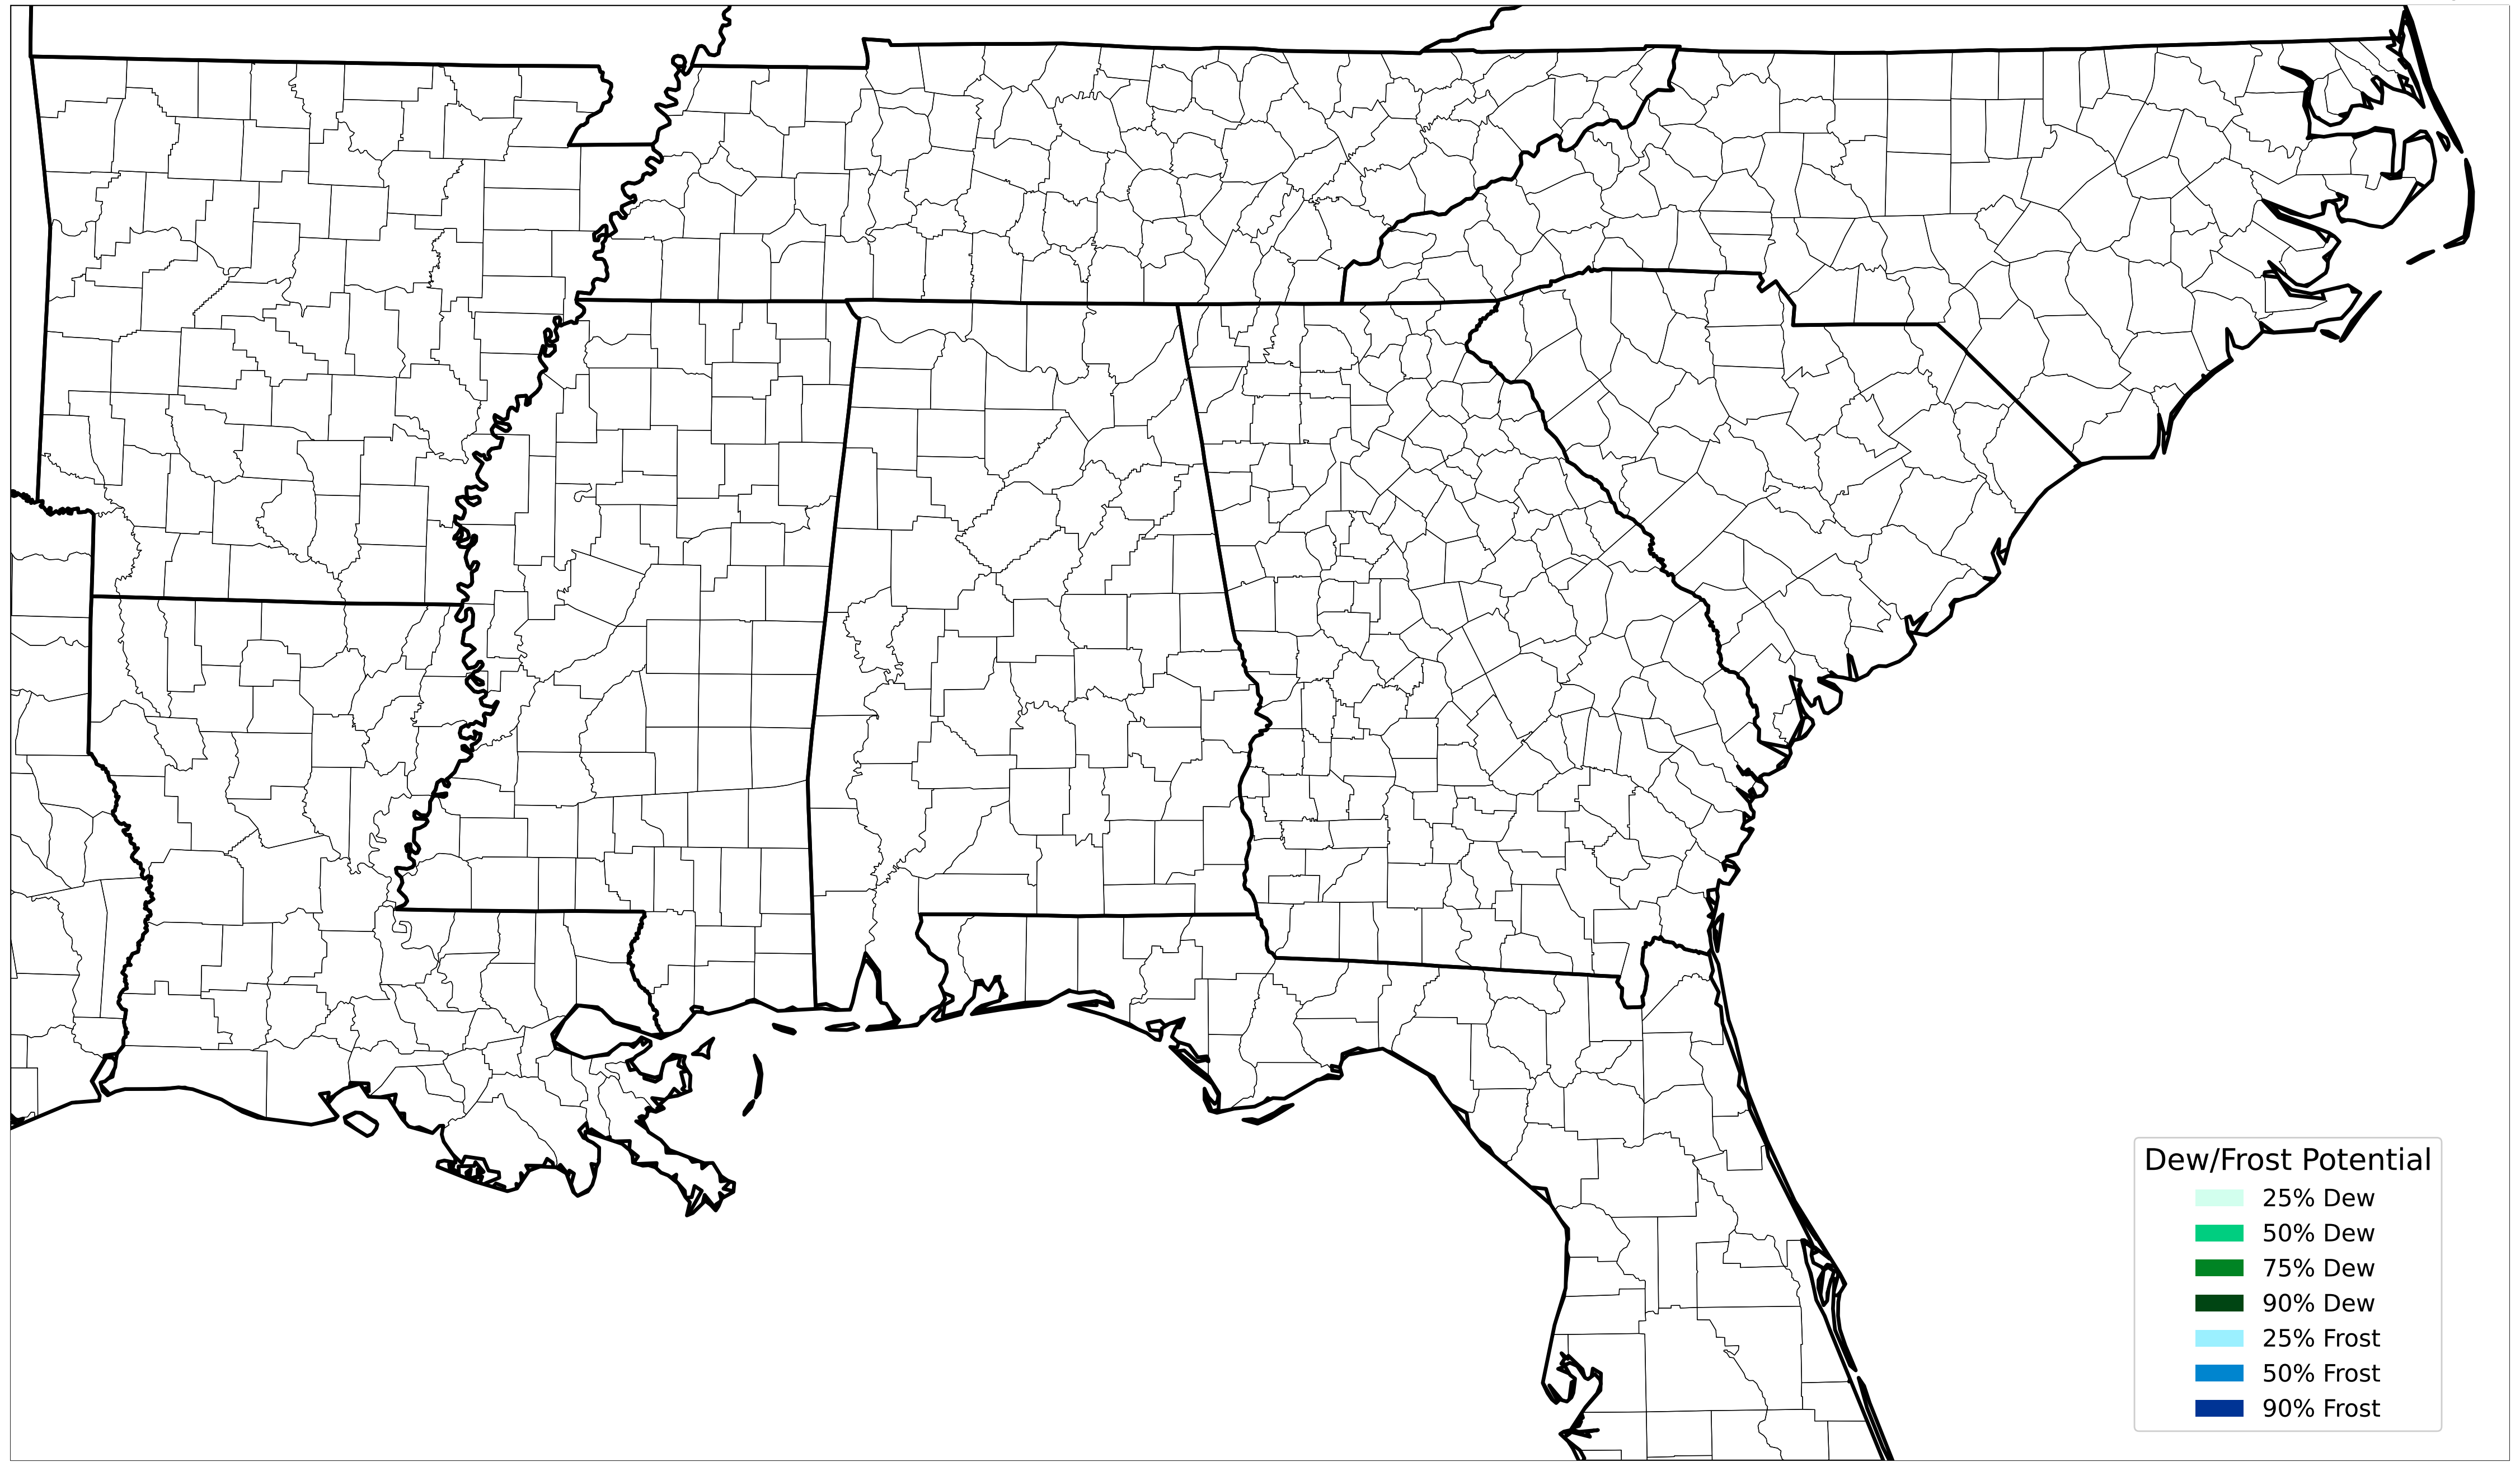 Dew/Frost Potential
25% Dew
50% Dew
75% Dew
90% Dew
25% Frost
50% Frost
90% Frost